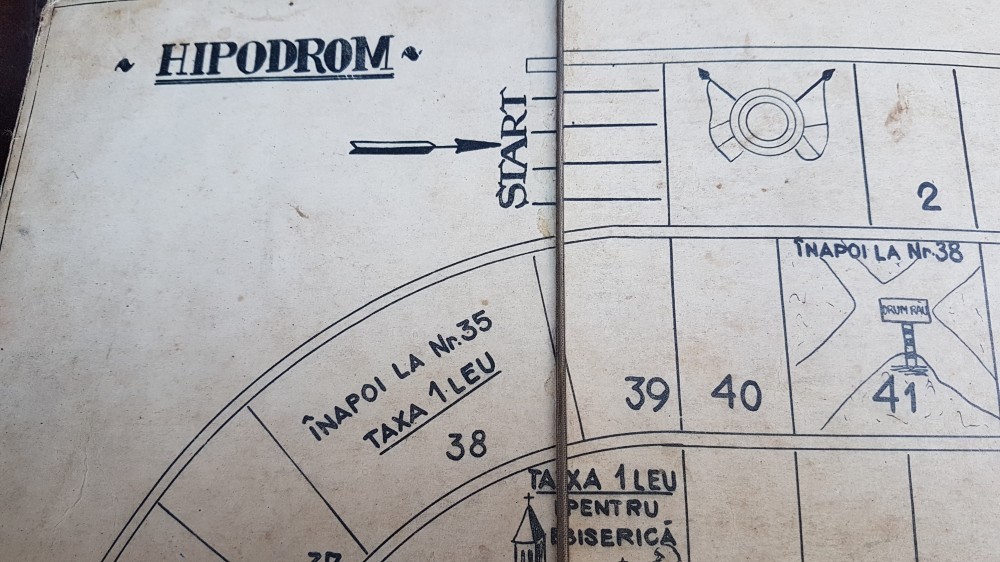 ~ HIPODROM ~
START
2
ÎNAPOI LA Nr.38
DRUM RĂU
41
40
39
ÎNAPOI LA Nr.35
TAXA 1 LEU
38
37
TAXA 1 LEU
PENTRU
BISERICĂ